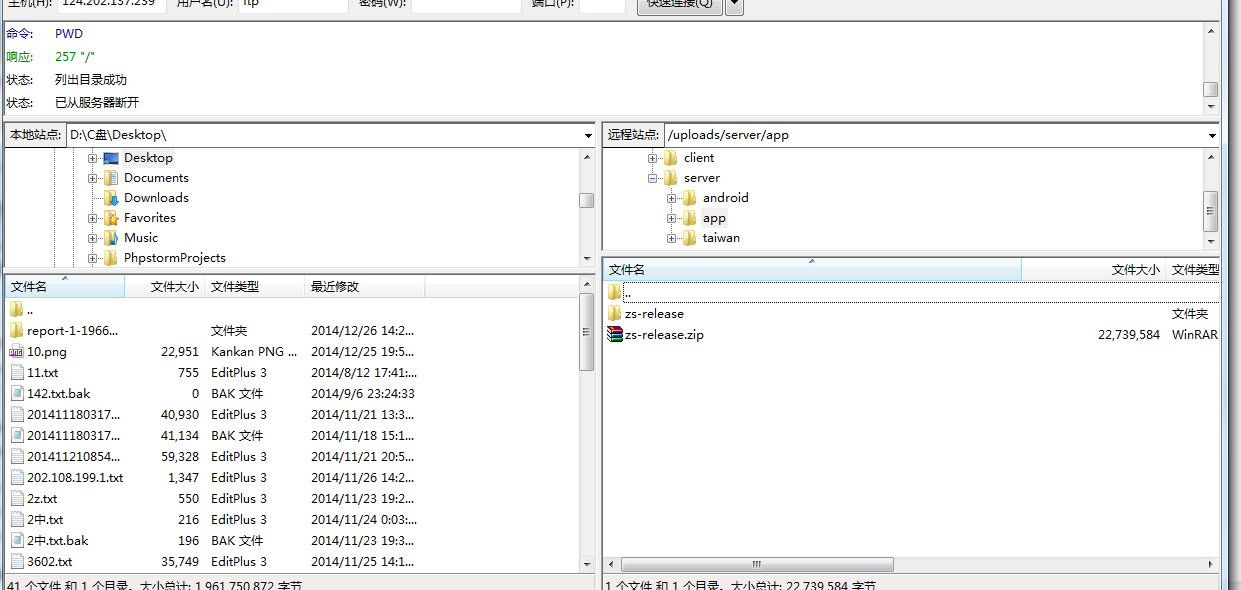 主机(H): 124.202.137.239 用户名(U): ftp 密码(W): 端口(P): 快速连接(Q)
命令: PWD
响应: 257 "/"
状态: 列出目录成功
状态: 已从服务器断开
本地站点: D:\C盘\Desktop\
Desktop
Documents
Downloads
Favorites
Music
PhpstormProjects
文件名 文件大小 文件类型 最近修改
..
report-1-1966... 文件夹 2014/12/26 14:2...
10.png 22,951 Kankan PNG ... 2014/12/25 19:5...
11.txt 755 EditPlus 3 2014/8/12 17:41:...
142.txt.bak 0 BAK 文件 2014/9/6 23:24:33
201411180317... 40,930 EditPlus 3 2014/11/21 13:3...
201411180317... 41,134 BAK 文件 2014/11/18 15:1...
201411210854... 59,328 EditPlus 3 2014/11/21 20:5...
202.108.199.1.txt 1,347 EditPlus 3 2014/11/26 14:2...
2z.txt 550 EditPlus 3 2014/11/23 19:2...
2中.txt 216 EditPlus 3 2014/11/24 0:03:...
2中.txt.bak 196 BAK 文件 2014/11/23 19:3...
3602.txt 35,749 EditPlus 3 2014/11/25 14:1...
41 个文件 和 1 个目录。大小总计: 1,961,750,872 字节
远程站点: /uploads/server/app
client
server
android
app
taiwan
文件名 文件大小 文件类型
..
zs-release 文件夹
zs-release.zip 22,739,584 WinRAR
1 个文件 和 1 个目录。大小总计: 22,739,584 字节